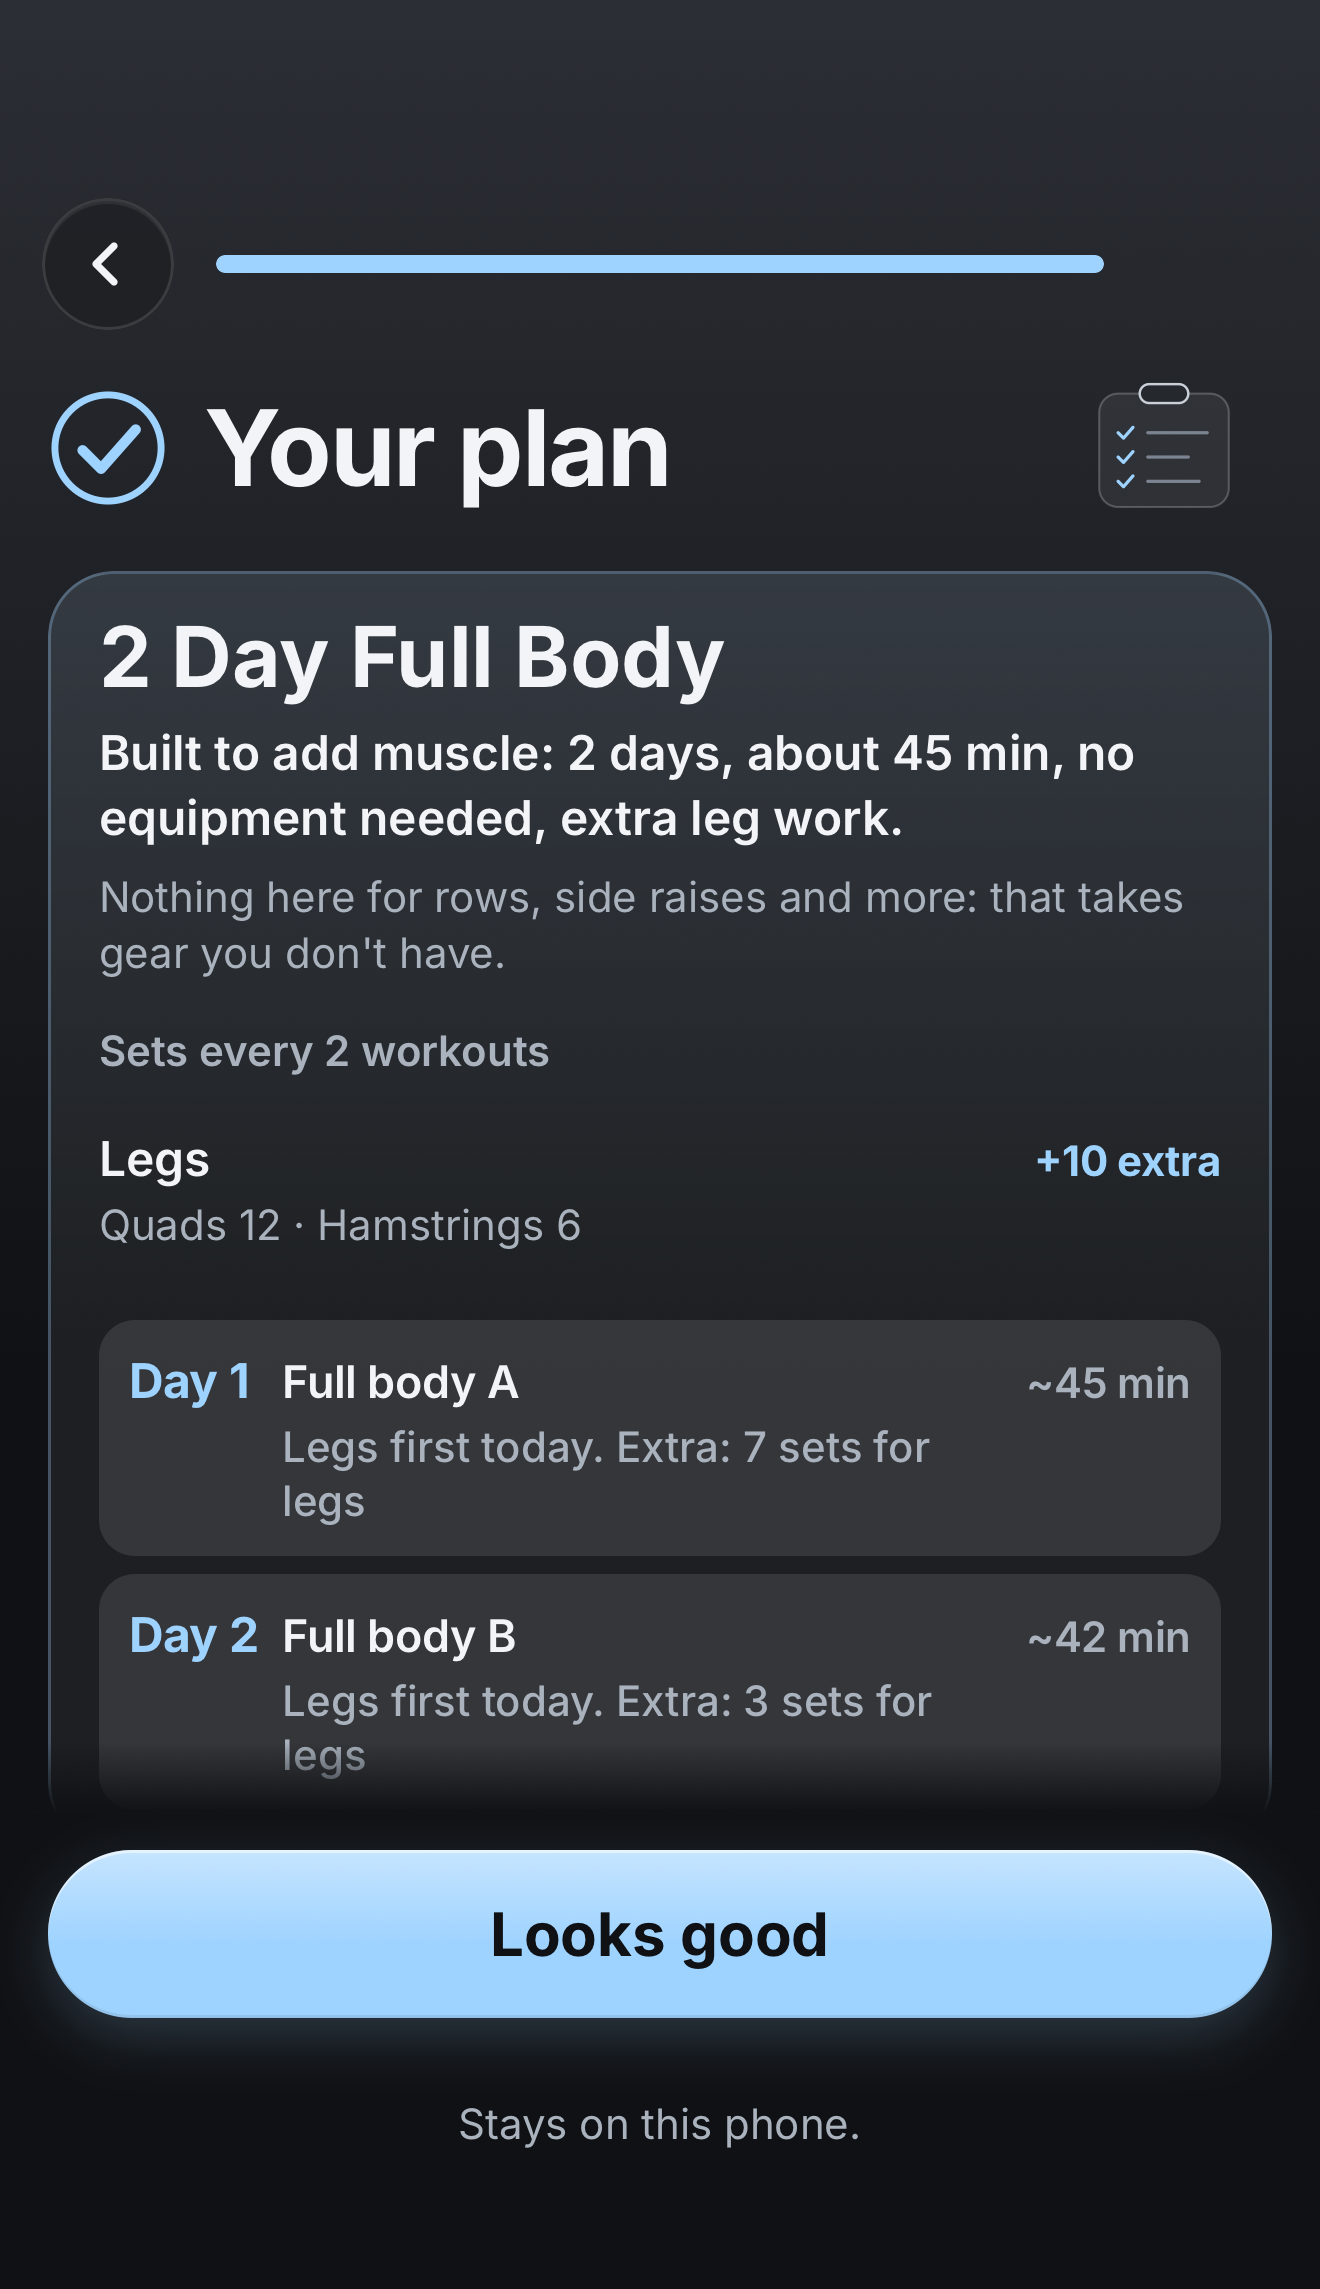 Your plan
2 Day Full Body
Built to add muscle: 2 days, about 45 min, no
equipment needed, extra leg work.
Nothing here for rows, side raises and more: that takes
gear you don't have.
Sets every 2 workouts
Legs
+10 extra
Quads 12 · Hamstrings 6
Day 1 Full body A ~45 min
Legs first today. Extra: 7 sets for
legs
Day 2 Full body B ~42 min
Legs first today. Extra: 3 sets for
legs
Looks good
Stays on this phone.